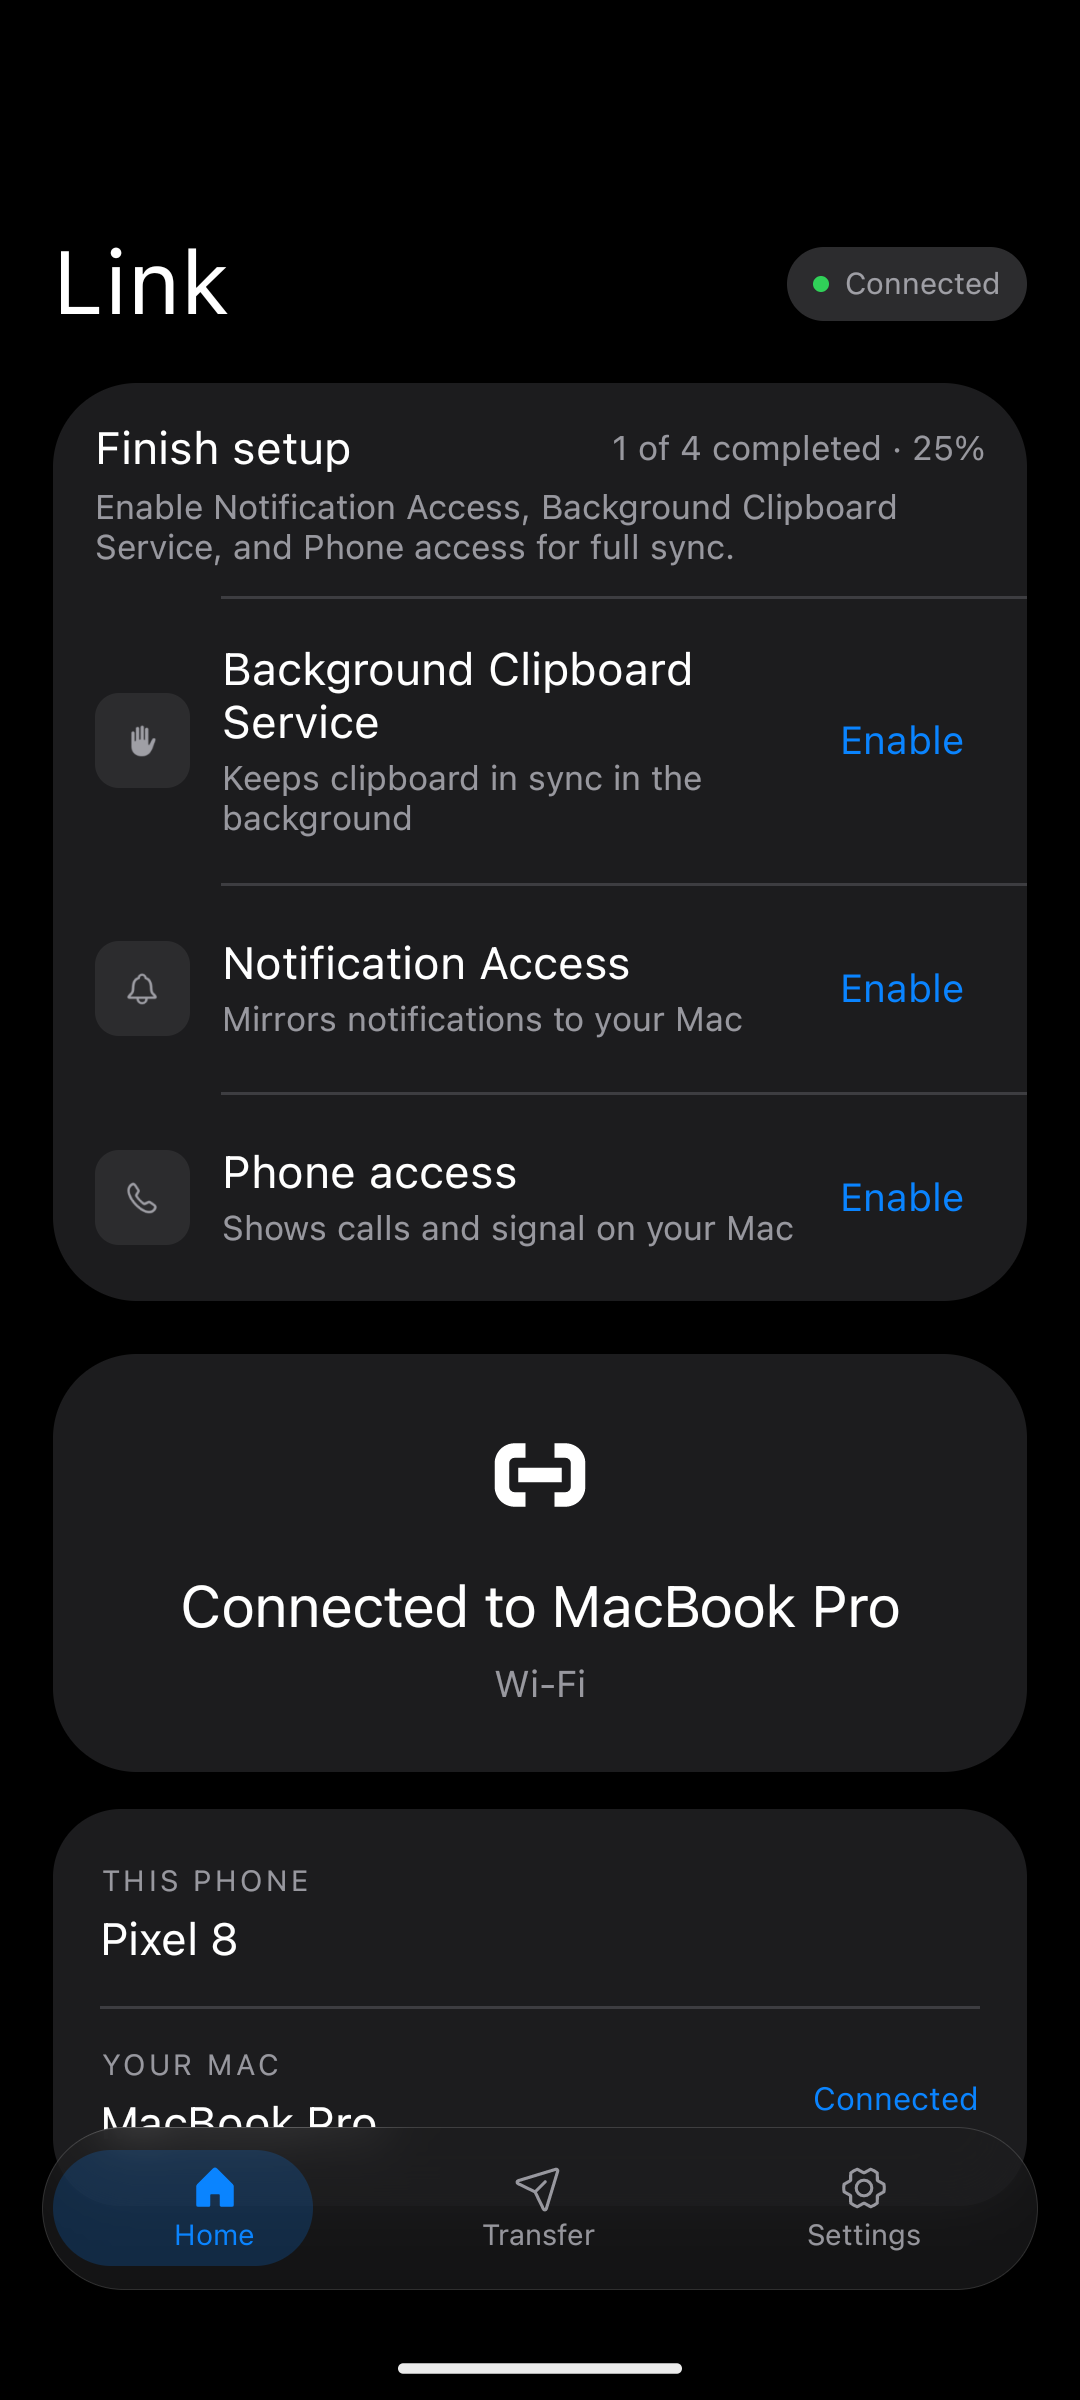 Link
Connected
Finish setup
1 of 4 completed · 25%
Enable Notification Access, Background Clipboard
Service, and Phone access for full sync.
Background Clipboard
Service
Keeps clipboard in sync in the
background
Enable
Notification Access
Mirrors notifications to your Mac
Enable
Phone access
Shows calls and signal on your Mac
Enable
Connected to MacBook Pro
Wi-Fi
THIS PHONE
Pixel 8
YOUR MAC
MacBook Pro
Connected
Home
Transfer
Settings